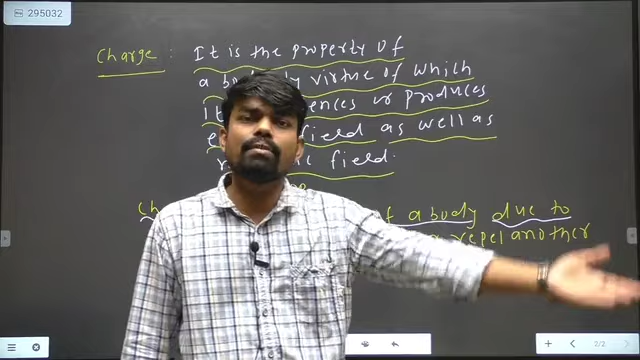 295032
Charge : It is the property of
a body by virtue of which
It ences or produces
field as well as
field.
of a body due to
repel another
2/2